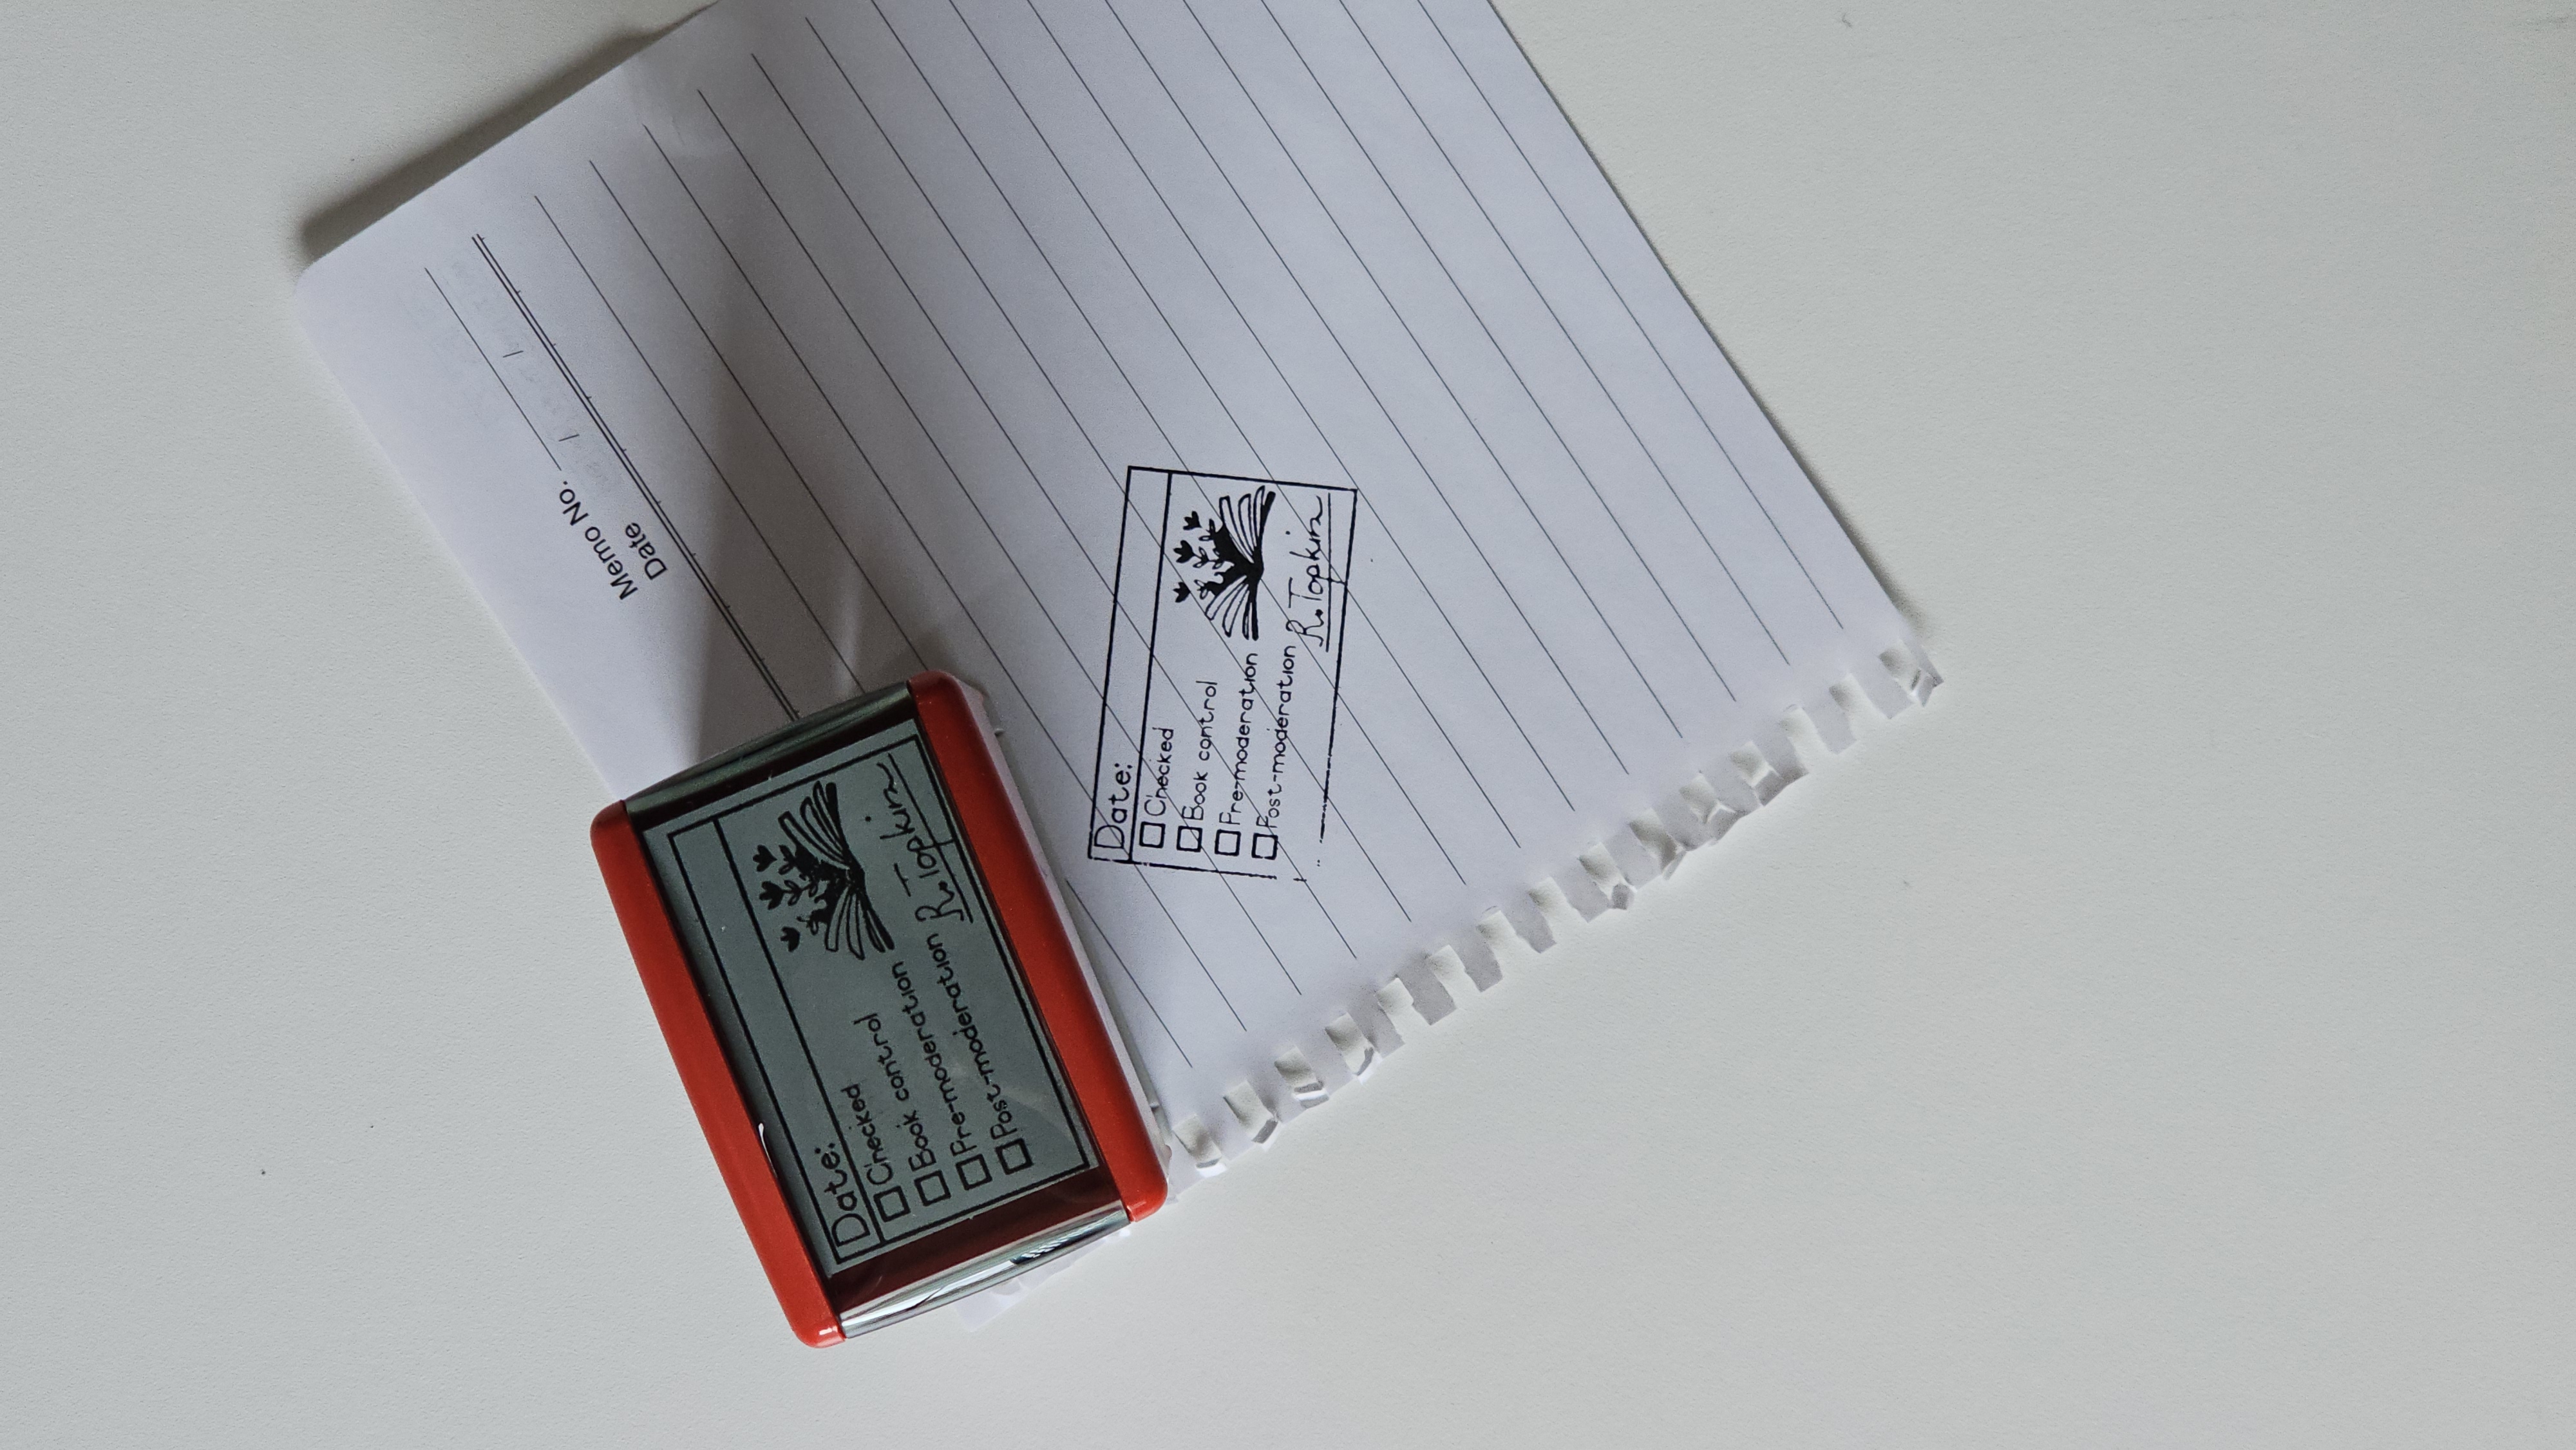 Memo No.
Date
Date:
Checked
Book control
Pre-moderation
Post-moderation
R. Topkin
Date:
Checked
Book control
Pre-moderation
Post-moderation
R. Topkin